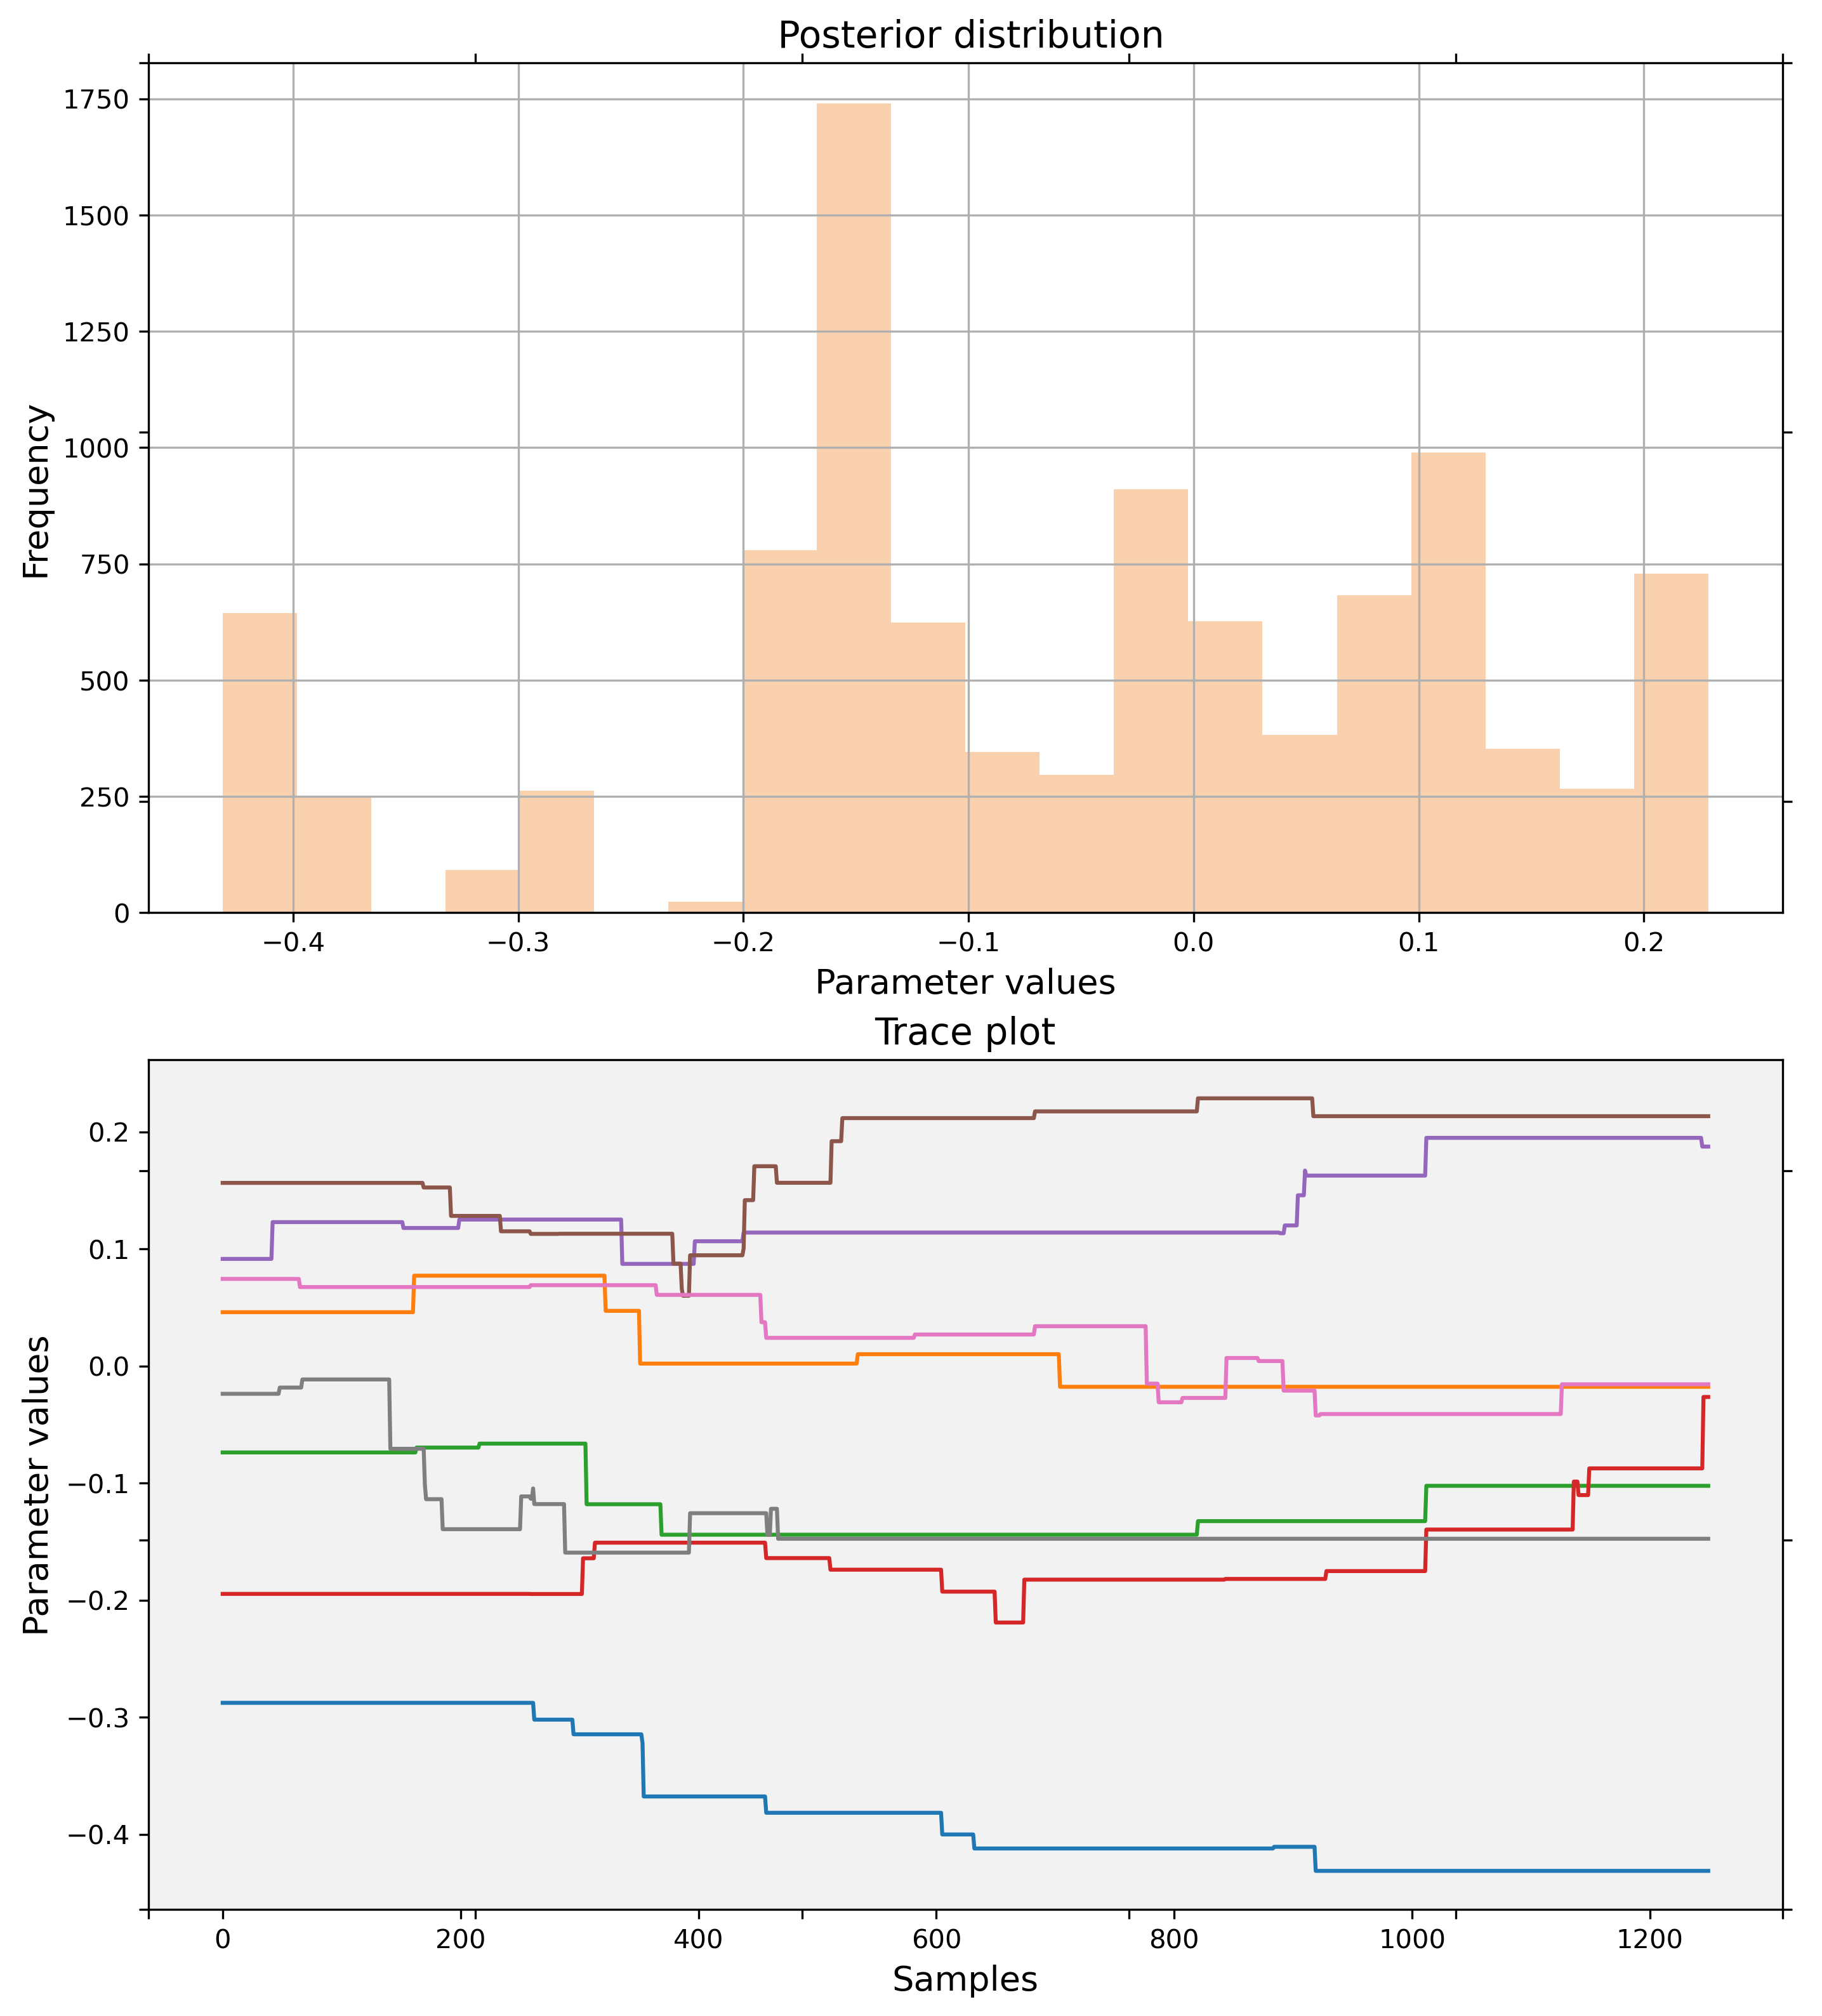 Posterior distribution
1750
1500
1250
1000
750
500
250
0
Frequency
−0.4 −0.3 −0.2 −0.1 0.0 0.1 0.2
Parameter values
Trace plot
0.2
0.1
0.0
−0.1
−0.2
−0.3
−0.4
Parameter values
0 200 400 600 800 1000 1200
Samples